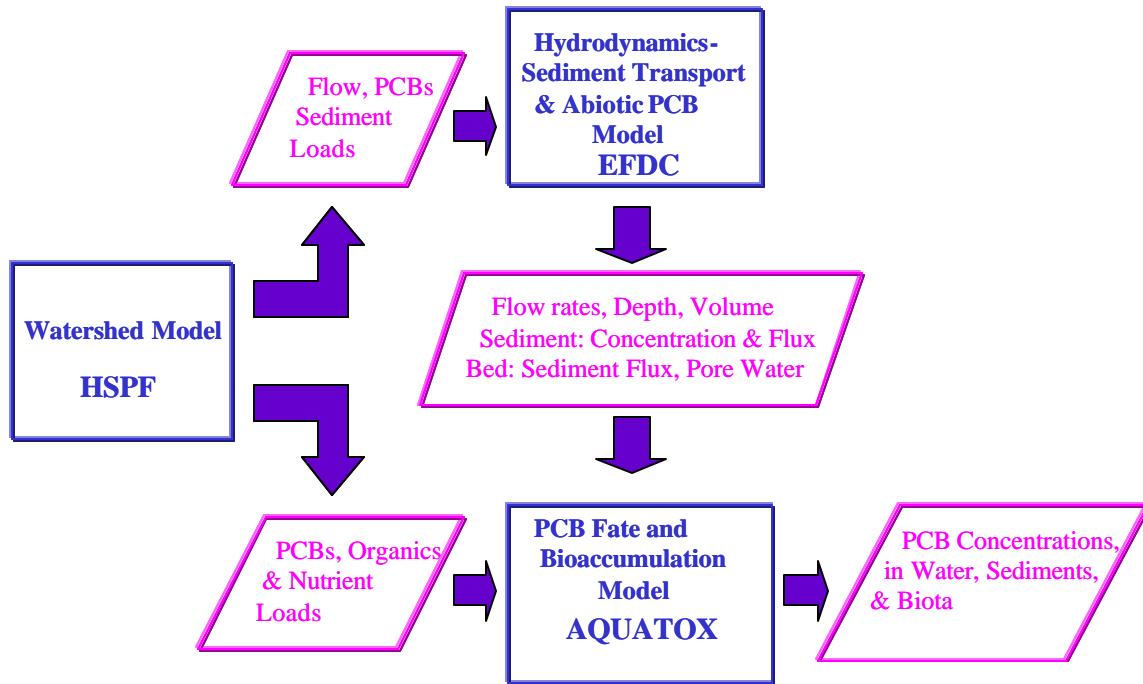 Flow, PCBs
Sediment
Loads
Hydrodynamics-
Sediment Transport
& Abiotic PCB
Model
EFDC
Watershed Model
HSPF
Flow rates, Depth, Volume
Sediment: Concentration & Flux
Bed: Sediment Flux, Pore Water
PCBs, Organics
& Nutrient
Loads
PCB Fate and
Bioaccumulation
Model
AQUATOX
PCB Concentrations,
in Water, Sediments,
& Biota